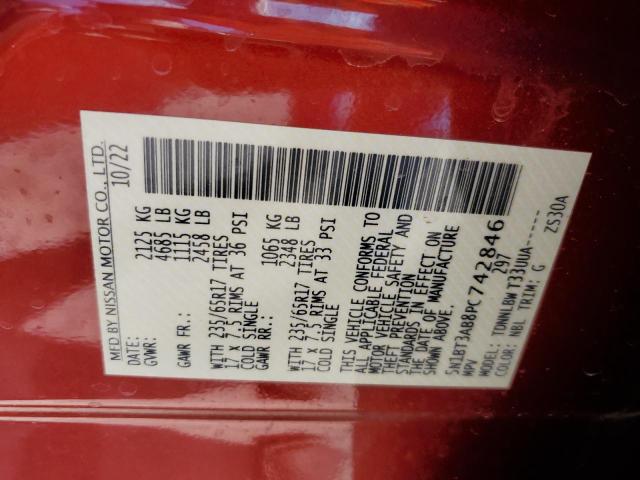 MFD BY NISSAN MOTOR CO., LTD.
DATE: 10/22
GVWR: 2125 KG
4685 LB
GAWR FR.: 1115 KG
2458 LB
WITH 235/65R17 TIRES
17 X 7.5 RIMS AT 36 PSI
COLD SINGLE
GAWR RR.: 1065 KG
2348 LB
WITH 235/65R17 TIRES
17 X 7.5 RIMS AT 33 PSI
COLD SINGLE
THIS VEHICLE CONFORMS TO
ALL APPLICABLE FEDERAL
MOTOR VEHICLE SAFETY AND
THEFT PREVENTION
STANDARDS IN EFFECT ON
THE DATE OF MANUFACTURE
SHOWN ABOVE.
5N1BT3AB8PC742846
MPV 297
MODEL: TDNNLBWT33UUA------
COLOR: NBL TRIM: G ZS30A